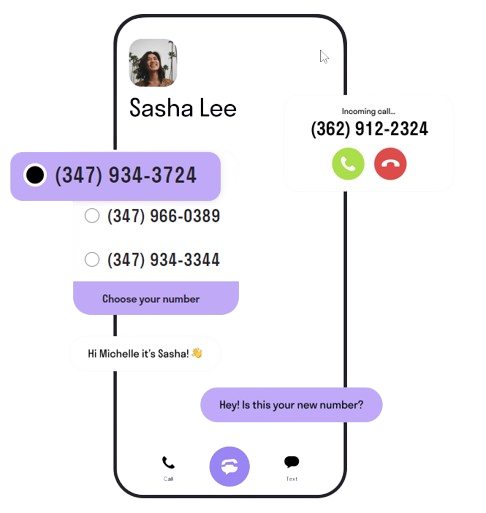 Sasha Lee
Incoming call...
(362) 912-2324
(347) 934-3724
(347) 966-0389
(347) 934-3344
Choose your number
Hi Michelle it's Sasha! 👋
Hey! Is this your new number?
Call
Text